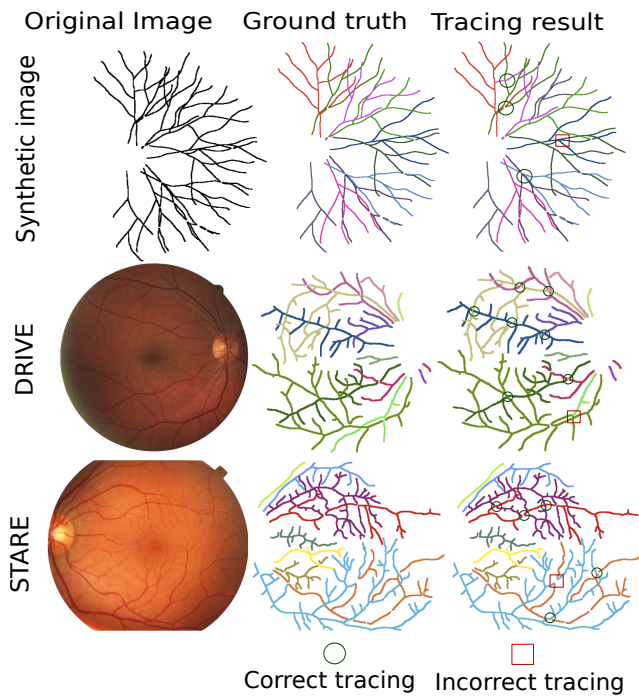 Original Image Ground truth Tracing result
Synthetic image
DRIVE
STARE
Correct tracing Incorrect tracing